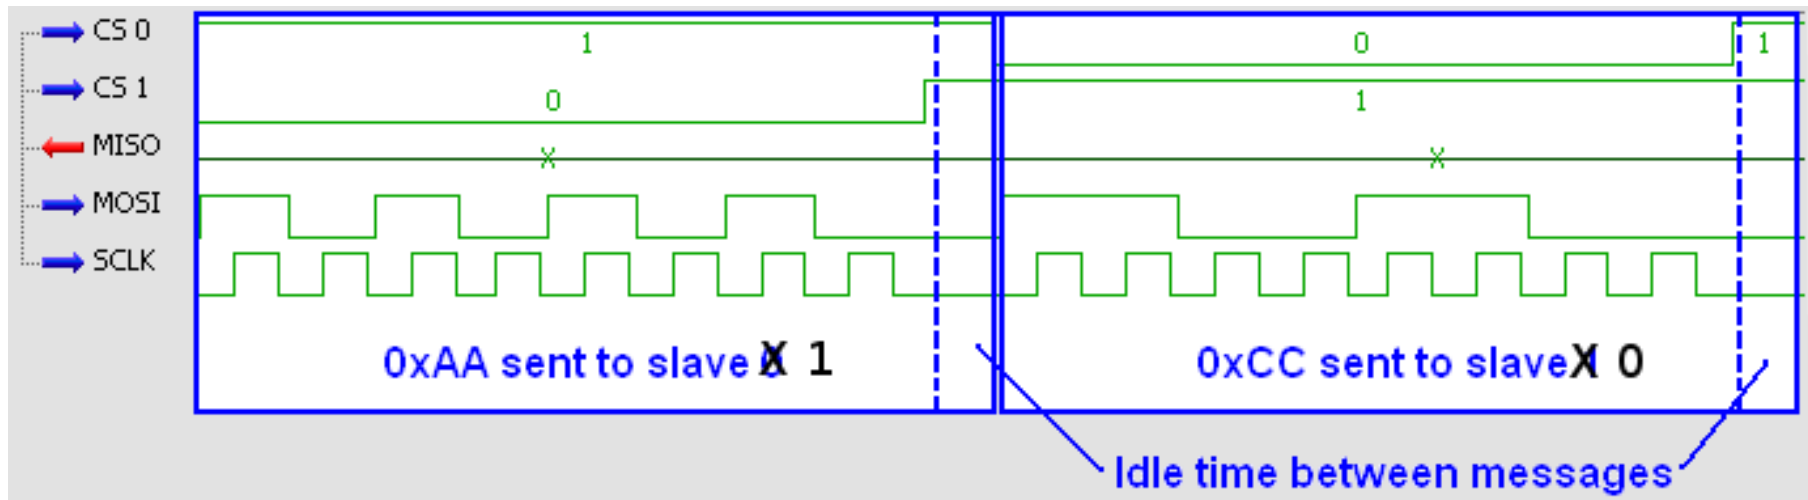 CS 0
1
0
1
CS 1
0
1
MISO
X
X
MOSI
SCLK
0xAA sent to slave X 1
0xCC sent to slave X 0
Idle time between messages